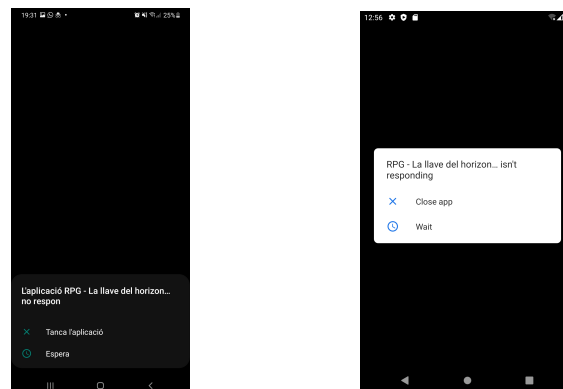 19:31
25%
L'aplicació RPG - La llave del horizon...
no respon
Tanca l'aplicació
Espera
12:56
RPG - La llave del horizon... isn't
responding
Close app
Wait